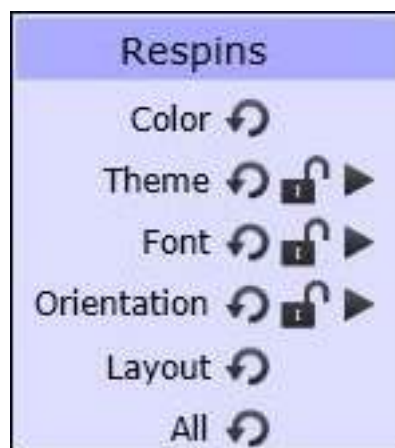 Respins
Color
Theme
Font
Orientation
Layout
All